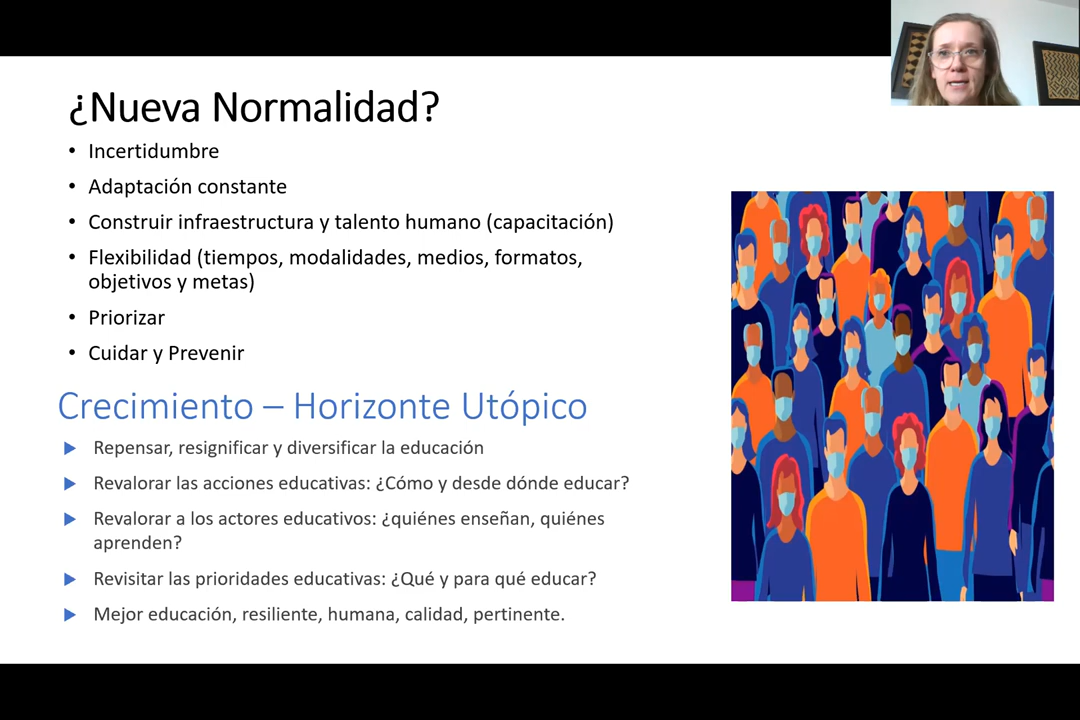 ¿Nueva Normalidad?
• Incertidumbre
• Adaptación constante
• Construir infraestructura y talento humano (capacitación)
• Flexibilidad (tiempos, modalidades, medios, formatos,
objetivos y metas)
• Priorizar
• Cuidar y Prevenir
Crecimiento – Horizonte Utópico
▶ Repensar, resignificar y diversificar la educación
▶ Revalorar las acciones educativas: ¿Cómo y desde dónde educar?
▶ Revalorar a los actores educativos: ¿quiénes enseñan, quiénes
aprenden?
▶ Revisitar las prioridades educativas: ¿Qué y para qué educar?
▶ Mejor educación, resiliente, humana, calidad, pertinente.